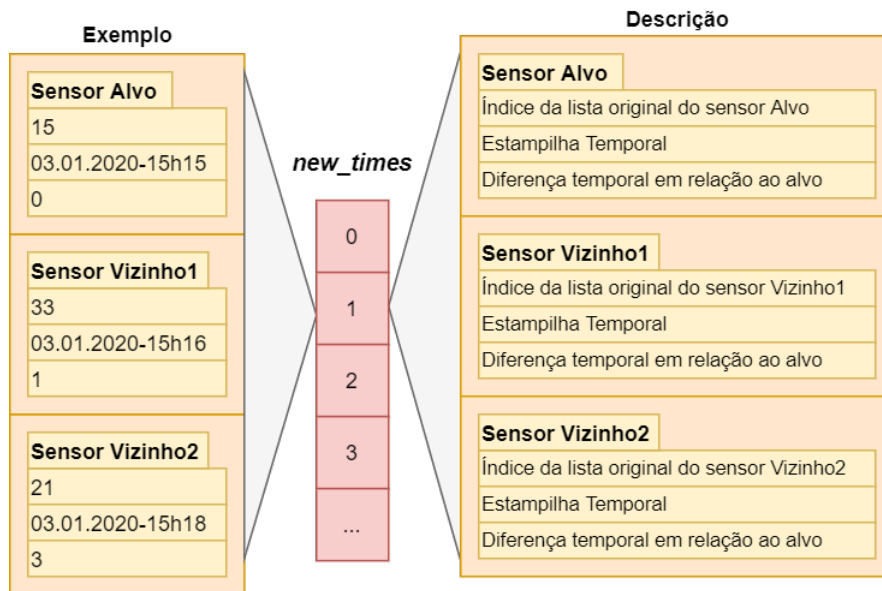 Exemplo
Sensor Alvo
15
03.01.2020-15h15
0
Sensor Vizinho1
33
03.01.2020-15h16
1
Sensor Vizinho2
21
03.01.2020-15h18
3
new_times
0
1
2
3
...
Descrição
Sensor Alvo
Índice da lista original do sensor Alvo
Estampilha Temporal
Diferença temporal em relação ao alvo
Sensor Vizinho1
Índice da lista original do sensor Vizinho1
Estampilha Temporal
Diferença temporal em relação ao alvo
Sensor Vizinho2
Índice da lista original do sensor Vizinho2
Estampilha Temporal
Diferença temporal em relação ao alvo